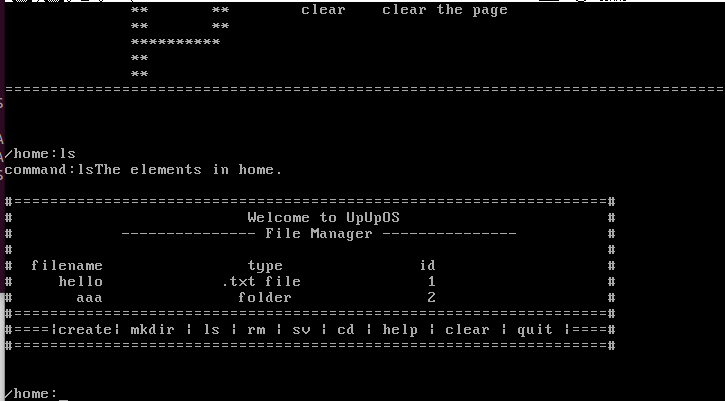 ** ** clear clear the page
** **
**********
**
**
================================================================================
/home:ls
command:lsThe elements in home.
#==================================================================#
# Welcome to UpUpOS #
# --------------- File Manager --------------- #
# #
# filename type id #
# hello .txt file 1 #
# aaa folder 2 #
#==================================================================#
#====|create| mkdir | ls | rm | sv | cd | help | clear | quit |====#
#==================================================================#
/home:_